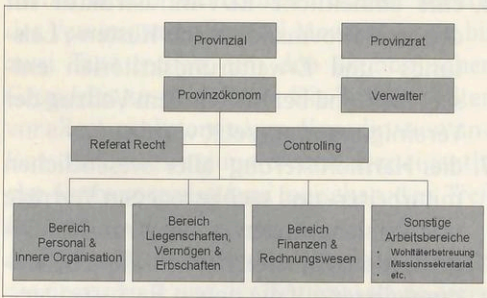 Provinzial
Provinzrat
Provinzökonom
Verwalter
Referat Recht
Controlling
Bereich
Personal &
innere Organisation
Bereich
Liegenschaften,
Vermögen &
Erbschaften
Bereich
Finanzen &
Rechnungswesen
Sonstige
Arbeitsbereiche
• Wohltäterbetreuung
• Missionssekretariat
• etc.